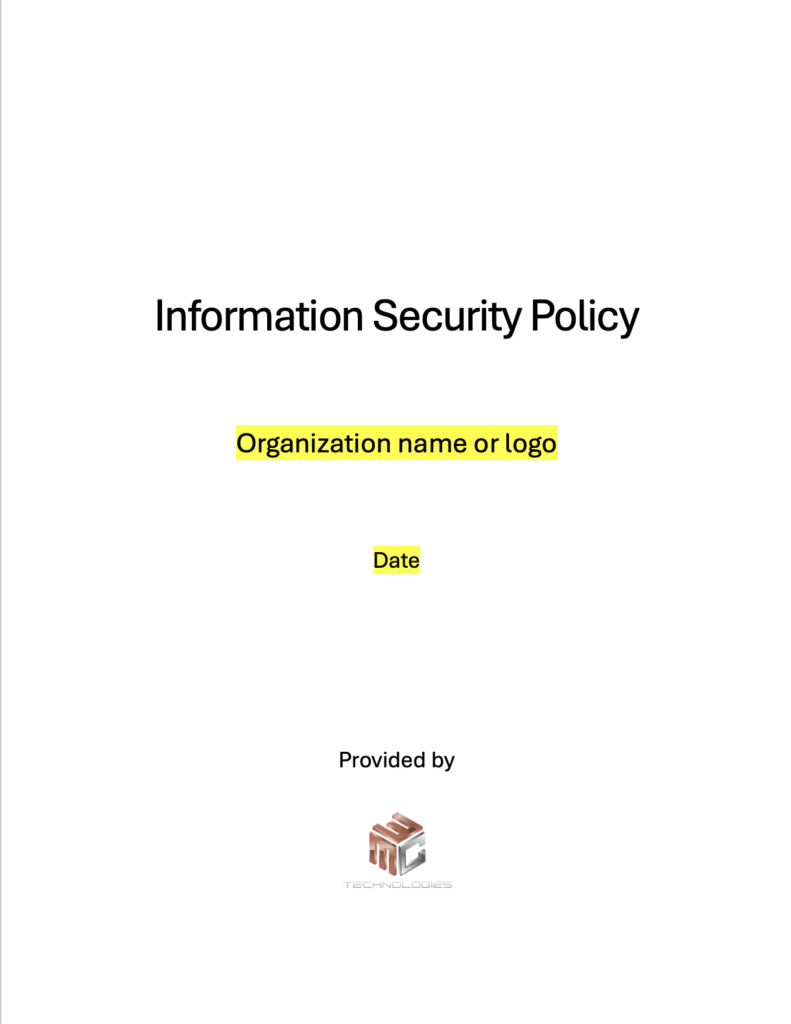 Information Security Policy
Organization name or logo
Date
Provided by
TECHNOLOGIES